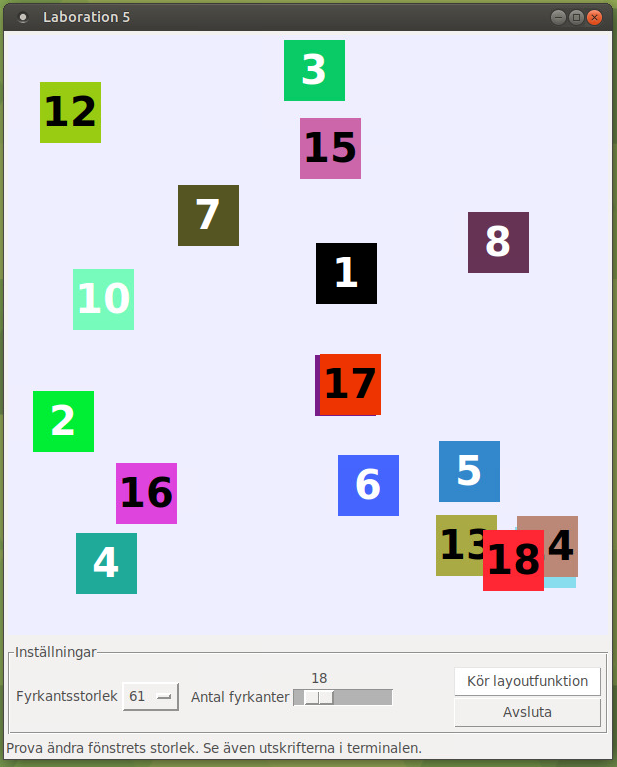 Laboration 5
3
12
15
7
8
1
10
17
2
5
6
16
13
18
4
4
Inställningar
18
Fyrkantsstorlek 61 Antal fyrkanter
Kör layoutfunktion
Avsluta
Prova ändra fönstrets storlek. Se även utskrifterna i terminalen.